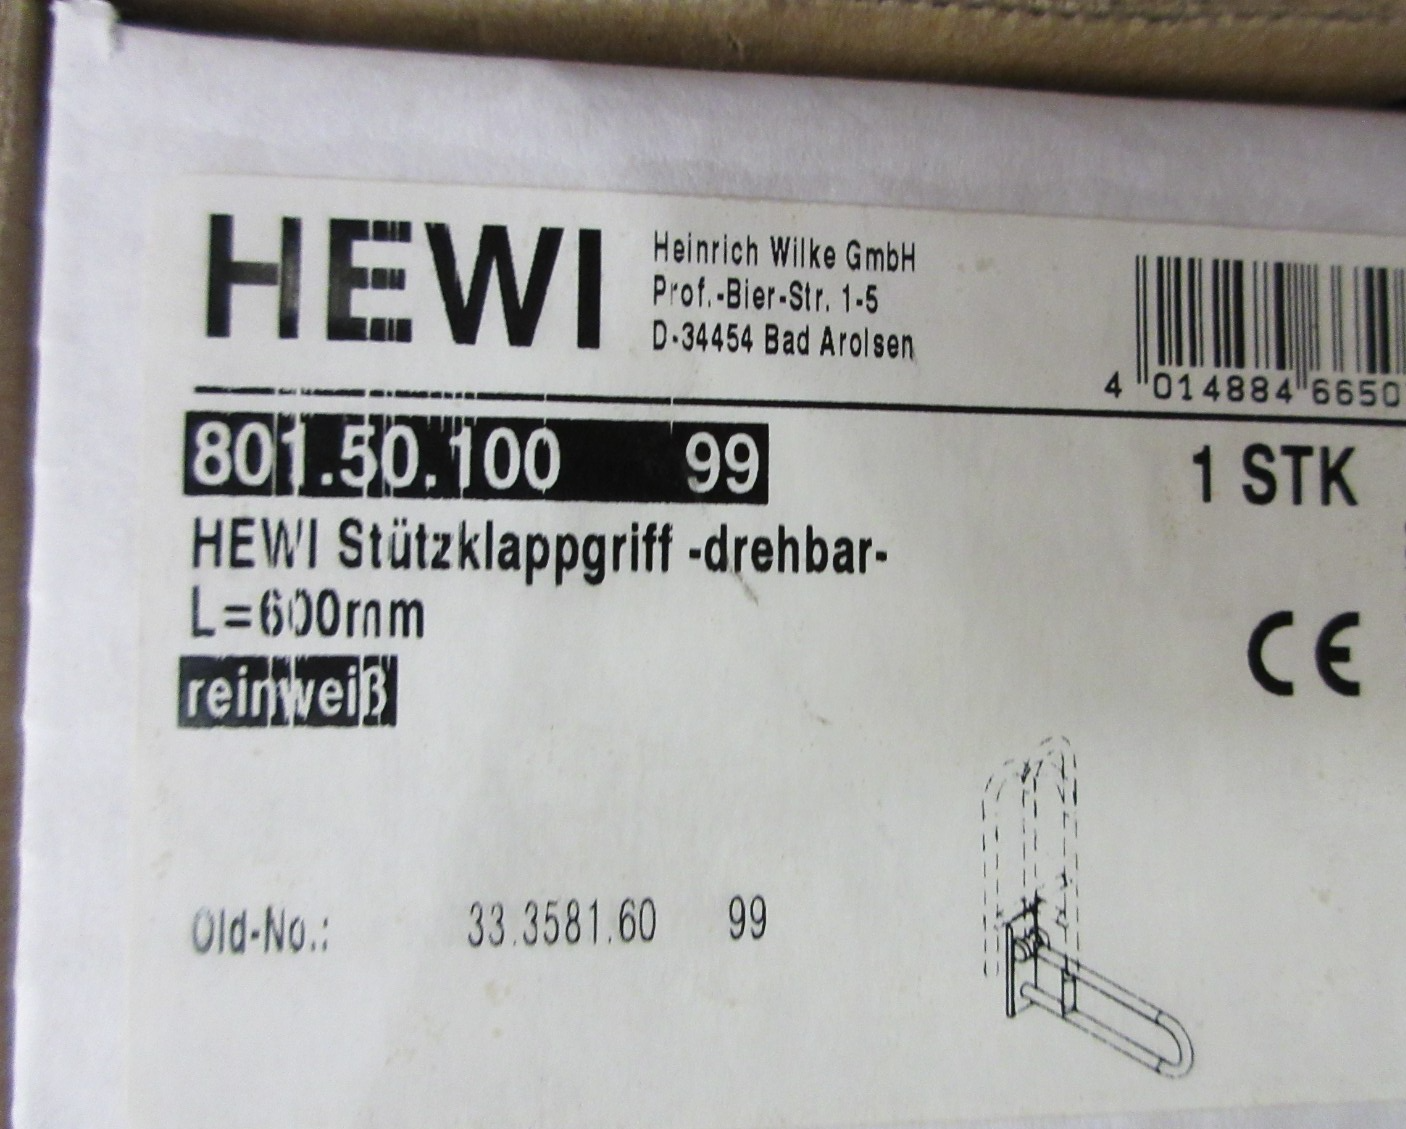 HEWI
Heinrich Wilke GmbH
Prof.-Bier-Str. 1-5
D-34454 Bad Arolsen
4 014884 6650
801.50.100 99
1 STK
HEWI Stützklappgriff -drehbar-
L=600mm
CE
reinweiß
Old-No.: 33.3581.60 99